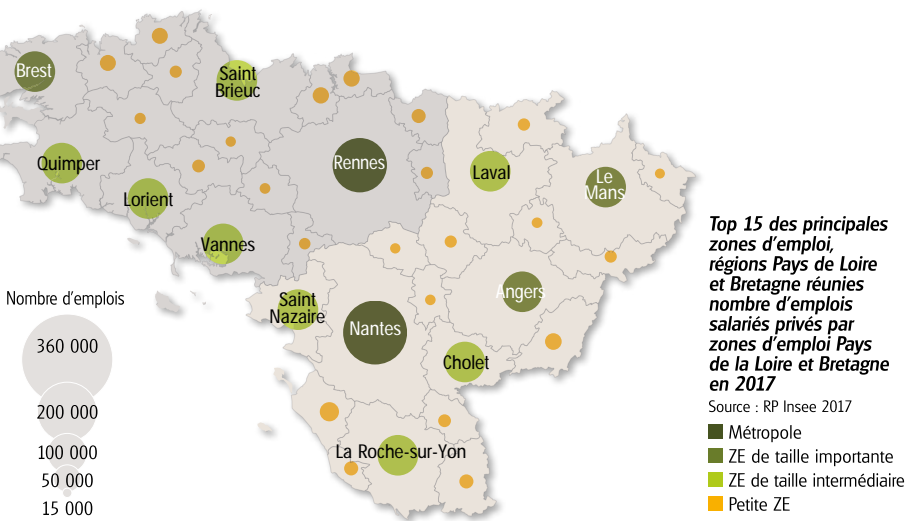 Brest
Saint
Brieuc
Quimper
Rennes
Laval
Le
Mans
Lorient
Vannes
Saint
Nazaire
Angers
Nantes
Cholet
La Roche-sur-Yon
Nombre d'emplois
360 000
200 000
100 000
50 000
15 000
Top 15 des principales
zones d'emploi,
régions Pays de Loire
et Bretagne réunies
nombre d'emplois
salariés privés par
zones d'emploi Pays
de la Loire et Bretagne
en 2017
Source : RP Insee 2017
Métropole
ZE de taille importante
ZE de taille intermédiaire
Petite ZE